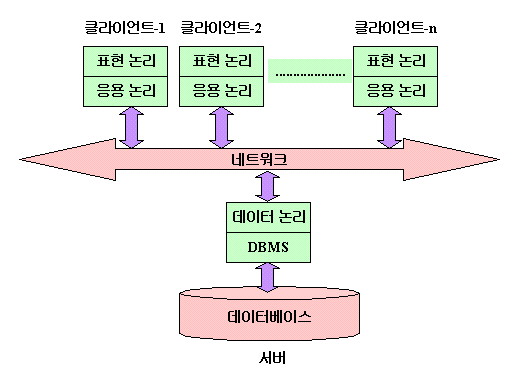 클라이언트-1 클라이언트-2 클라이언트-n
표현 논리 표현 논리 표현 논리
.....................
응용 논리 응용 논리 응용 논리
네트워크
데이터 논리
DBMS
데이터베이스
서버